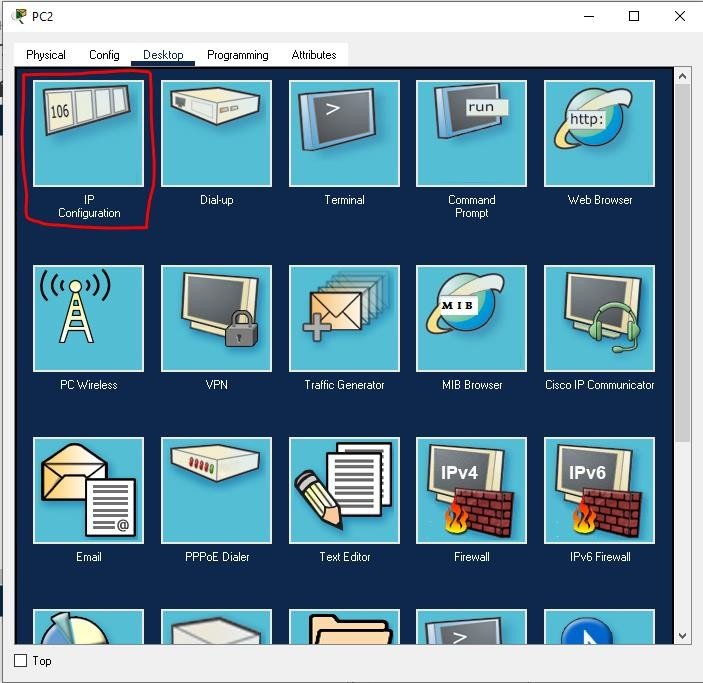 PC2
Physical Config Desktop Programming Attributes
106
run
http:
IP
Configuration
Dial-up
Terminal
Command
Prompt
Web Browser
MIB
PC Wireless
VPN
Traffic Generator
MIB Browser
Cisco IP Communicator
IPv4
IPv6
@
Email
PPPoE Dialer
Text Editor
Firewall
IPv6 Firewall
Top